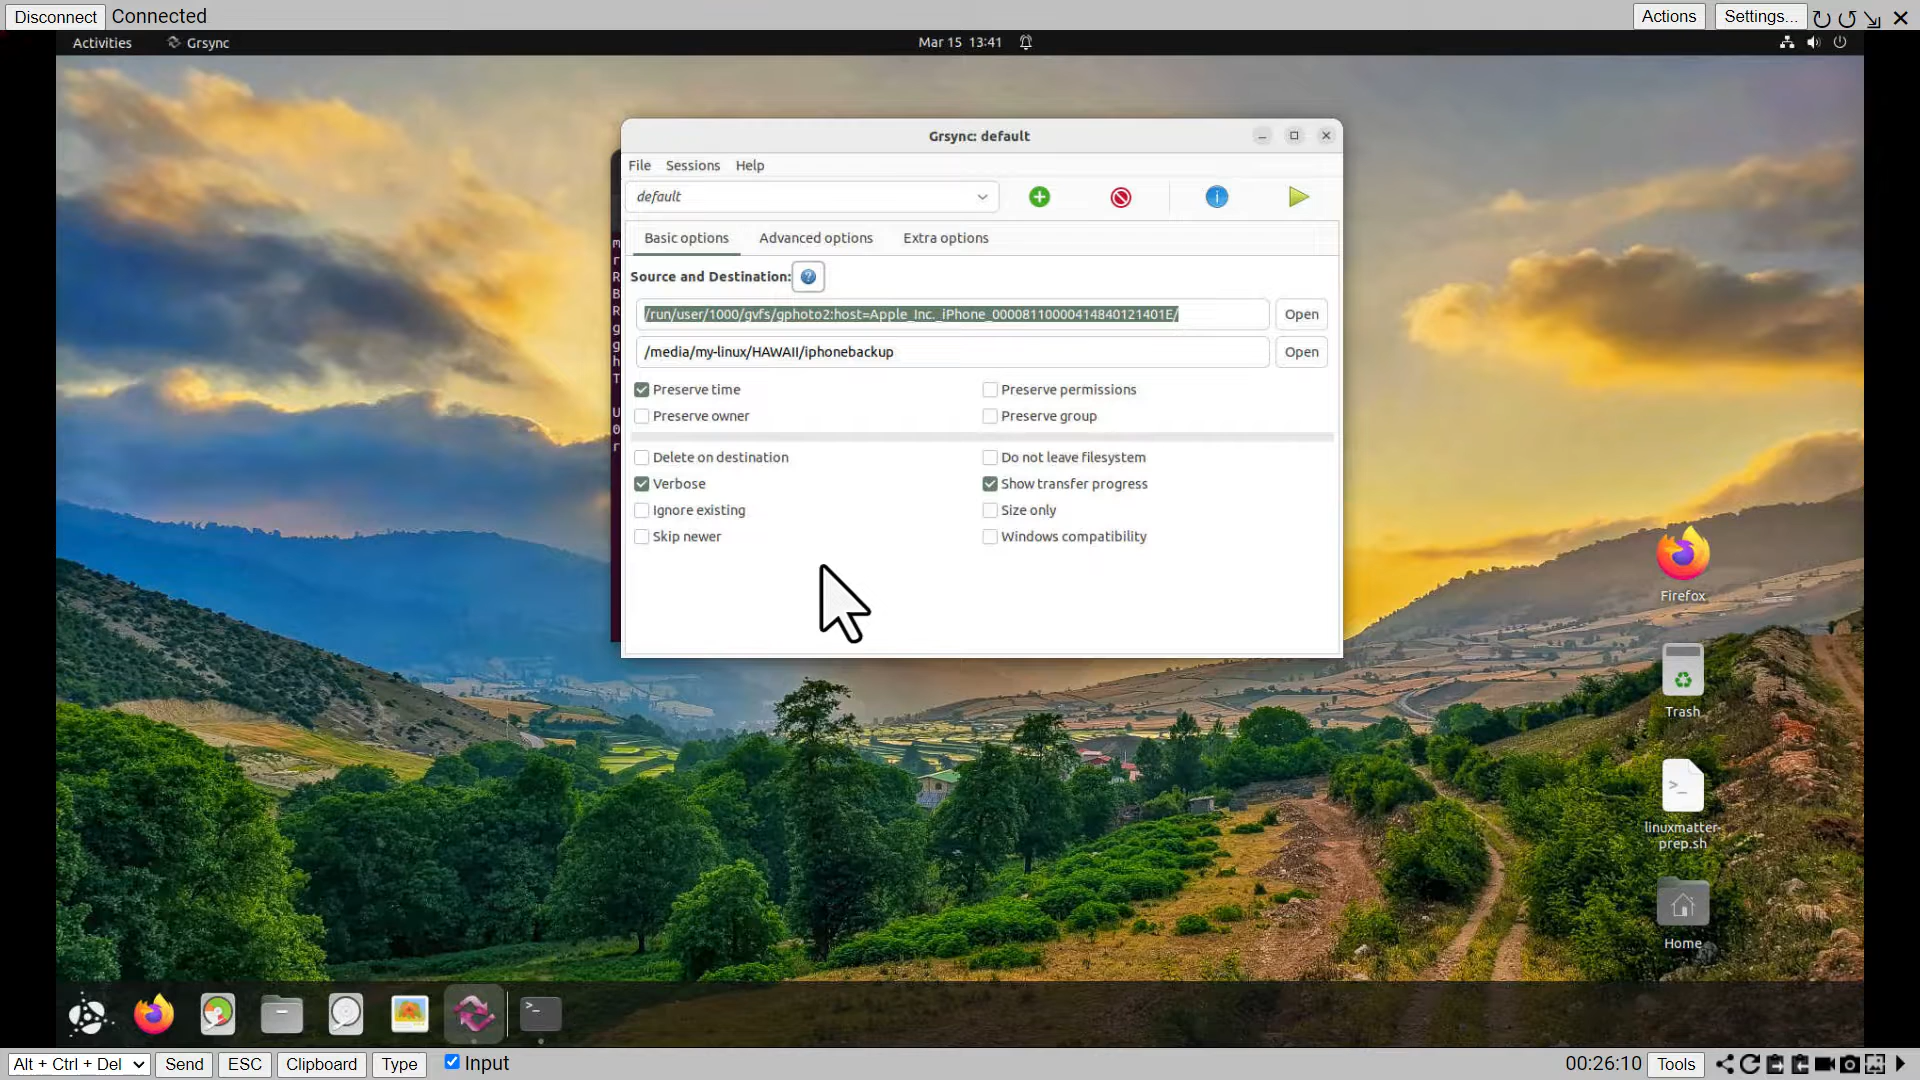 Disconnect Connected Actions Settings...
Activities Grsync Mar 15 13:41
Grsync: default
File Sessions Help
default
Basic options Advanced options Extra options
Source and Destination:
/run/user/1000/gvfs/gphoto2:host=Apple_Inc._iPhone_00008110000414840121401E/ Open
/media/my-linux/HAWAII/iphonebackup Open
Preserve time Preserve permissions
Preserve owner Preserve group
Delete on destination Do not leave filesystem
Verbose Show transfer progress
Ignore existing Size only
Skip newer Windows compatibility
Firefox
Trash
linuxmatter-
prep.sh
Home
Alt + Ctrl + Del Send ESC Clipboard Type Input 00:26:10 Tools